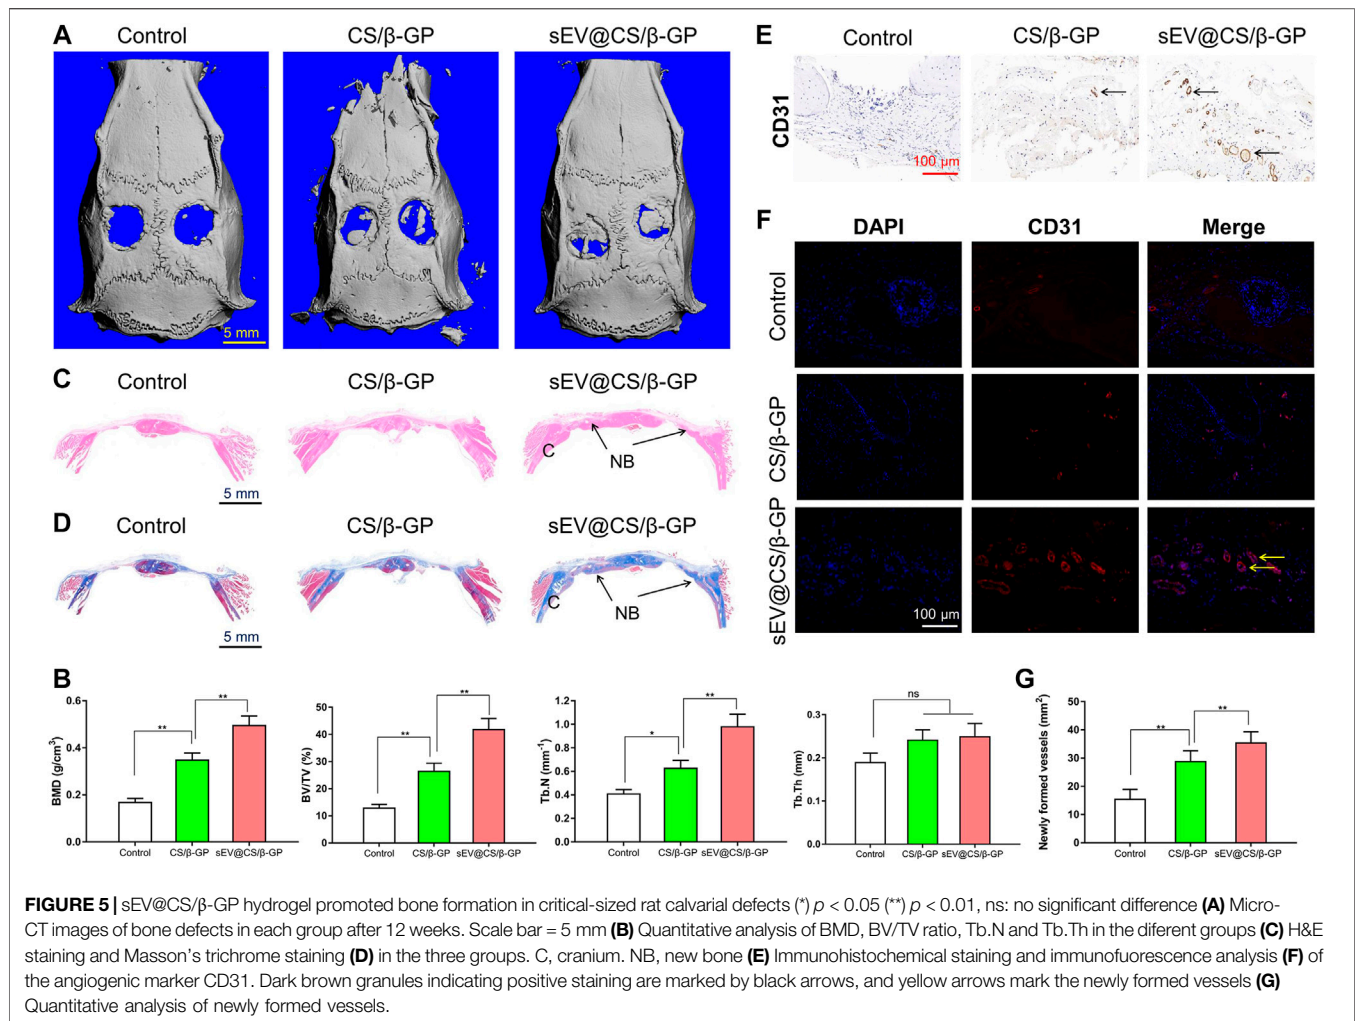 A
Control
CS/β-GP
sEV@CS/β-GP
5 mm
C
Control
CS/β-GP
sEV@CS/β-GP
C
NB
5 mm
D
Control
CS/β-GP
sEV@CS/β-GP
C
NB
5 mm
E
Control
CS/β-GP
sEV@CS/β-GP
CD31
100 µm
F
DAPI
CD31
Merge
Control
CS/β-GP
sEV@CS/β-GP
100 µm
B
BMD (g/cm³)
0.6
0.4
0.2
0.0
**
**
Control
CS/β-GP
sEV@CS/β-GP
BV/TV (%)
50
40
30
20
10
0
**
**
Control
CS/β-GP
sEV@CS/β-GP
Tb.N (mm⁻¹)
1.2
1.0
0.8
0.6
0.4
0.2
0.0
*
**
Control
CS/β-GP
sEV@CS/β-GP
Tb.Th (mm)
0.3
0.2
0.1
0.0
ns
Control
CS/β-GP
sEV@CS/β-GP
G
Newly formed vessels (mm²)
50
40
30
20
10
0
**
**
Control
CS/β-GP
sEV@CS/β-GP
FIGURE 5 | sEV@CS/β-GP hydrogel promoted bone formation in critical-sized rat calvarial defects (*) p < 0.05 (**) p < 0.01, ns: no significant difference (A) Micro-
CT images of bone defects in each group after 12 weeks. Scale bar = 5 mm (B) Quantitative analysis of BMD, BV/TV ratio, Tb.N and Tb.Th in the diferent groups (C) H&E
staining and Masson's trichrome staining (D) in the three groups. C, cranium. NB, new bone (E) Immunohistochemical staining and immunofuorescence analysis (F) of
the angiogenic marker CD31. Dark brown granules indicating positive staining are marked by black arrows, and yellow arrows mark the newly formed vessels (G)
Quantitative analysis of newly formed vessels.